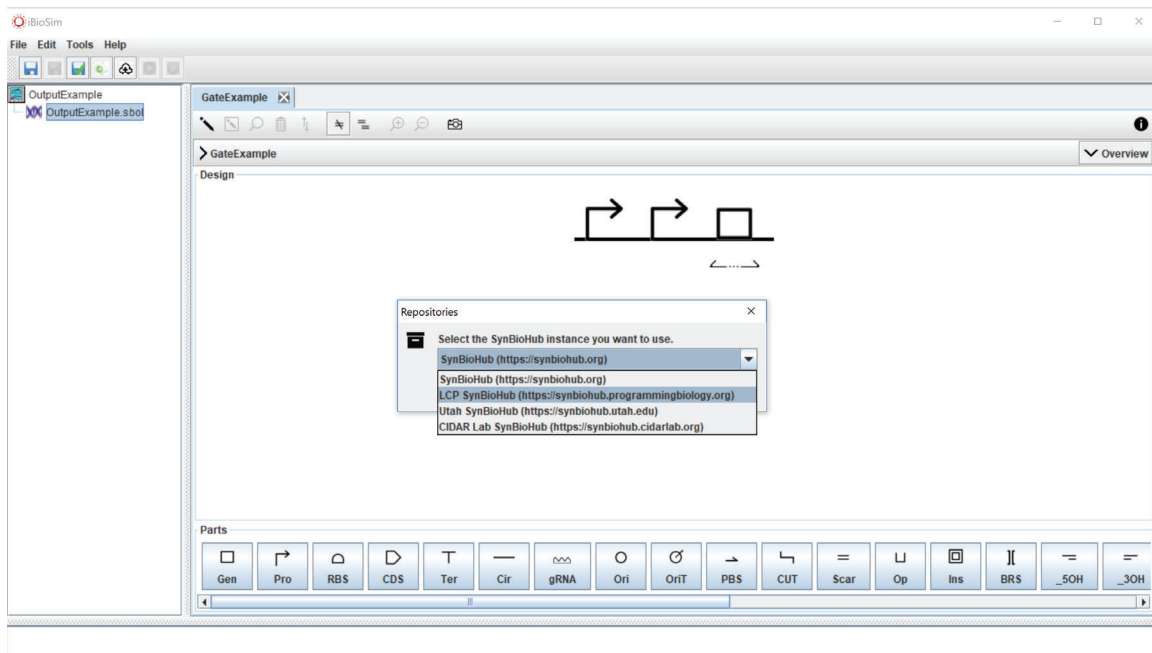 iBioSim
File Edit Tools Help
OutputExample
OutputExample.sbol
GateExample
GateExample
Overview
Design
Repositories
Select the SynBioHub instance you want to use.
SynBioHub (https://synbiohub.org)
SynBioHub (https://synbiohub.org)
LCP SynBioHub (https://synbiohub.programmingbiology.org)
Utah SynBioHub (https://synbiohub.utah.edu)
CIDAR Lab SynBioHub (https://synbiohub.cidarlab.org)
Parts
Gen Pro RBS CDS Ter Cir gRNA Ori OriT PBS CUT Scar Op Ins BRS _5OH _3OH